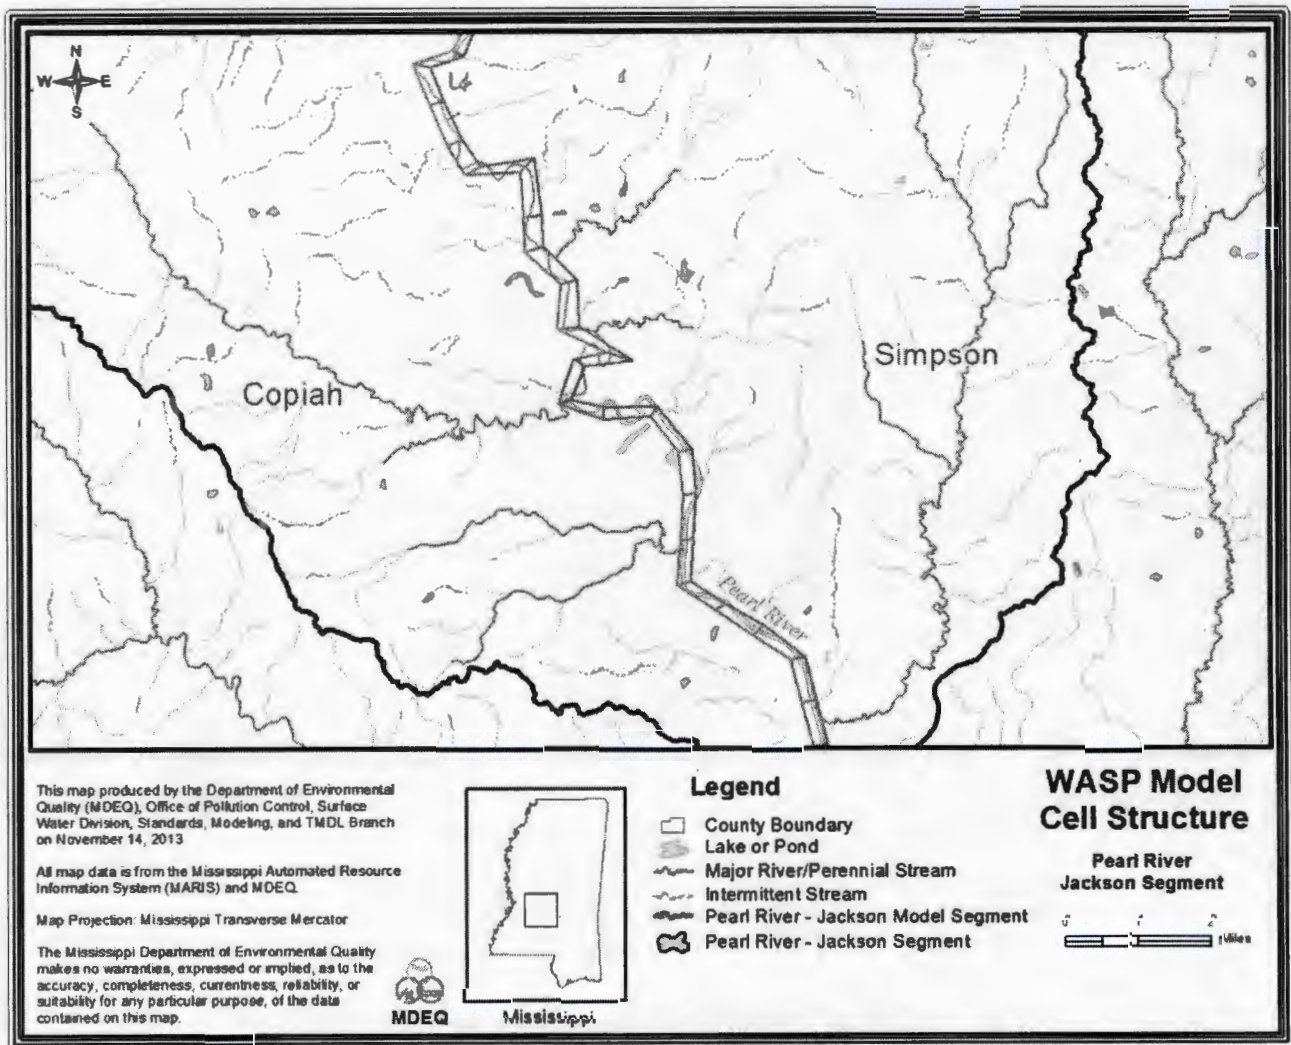 N
W E
S
Copiah
Simpson
Pearl River
This map produced by the Department of Environmental
Quality (MDEQ), Office of Pollution Control, Surface
Water Division, Standards, Modeling, and TMDL Branch
on November 14, 2013
All map data is from the Mississippi Automated Resource
Information System (MARIS) and MDEQ.
Map Projection: Mississippi Transverse Mercator
The Mississippi Department of Environmental Quality
makes no warranties, expressed or implied, as to the
accuracy, completeness, currentness, reliability, or
suitability for any particular purpose, of the data
contained on this map.
MDEQ
Mississippi
Legend
County Boundary
Lake or Pond
Major River/Perennial Stream
Intermittent Stream
Pearl River - Jackson Model Segment
Pearl River - Jackson Segment
WASP Model
Cell Structure
Pearl River
Jackson Segment
0 1 2
Miles